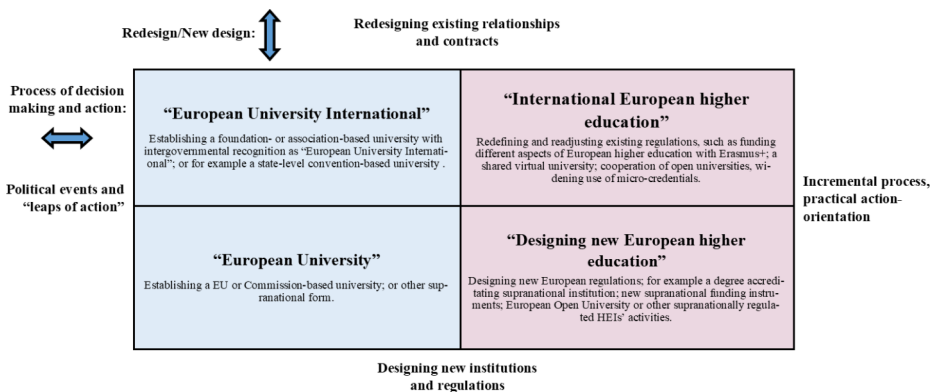 Redesign/New design:
Redesigning existing relationships
and contracts
Process of decision
making and action:
Political events and
“leaps of action”
“European University International”
Establishing a foundation- or association-based university with
intergovernmental recognition as “European University Internati-
onal”; or for example a state-level convention-based university .
“International European higher
education”
Redefining and readjusting existing regulations, such as funding
different aspects of European higher education with Erasmus+; a
shared virtual university; cooperation of open universities, wi-
dening use of micro-credentials.
Incremental process,
practical action-
orientation
“European University”
Establishing a EU or Commission-based university; or other sup-
ranational form.
“Designing new European higher
education”
Designing new European regulations; for example a degree accredi-
tating supranational institution; new supranational funding instru-
ments; European Open University or other supranationally regula-
ted HEIs’ activities.
Designing new institutions
and regulations